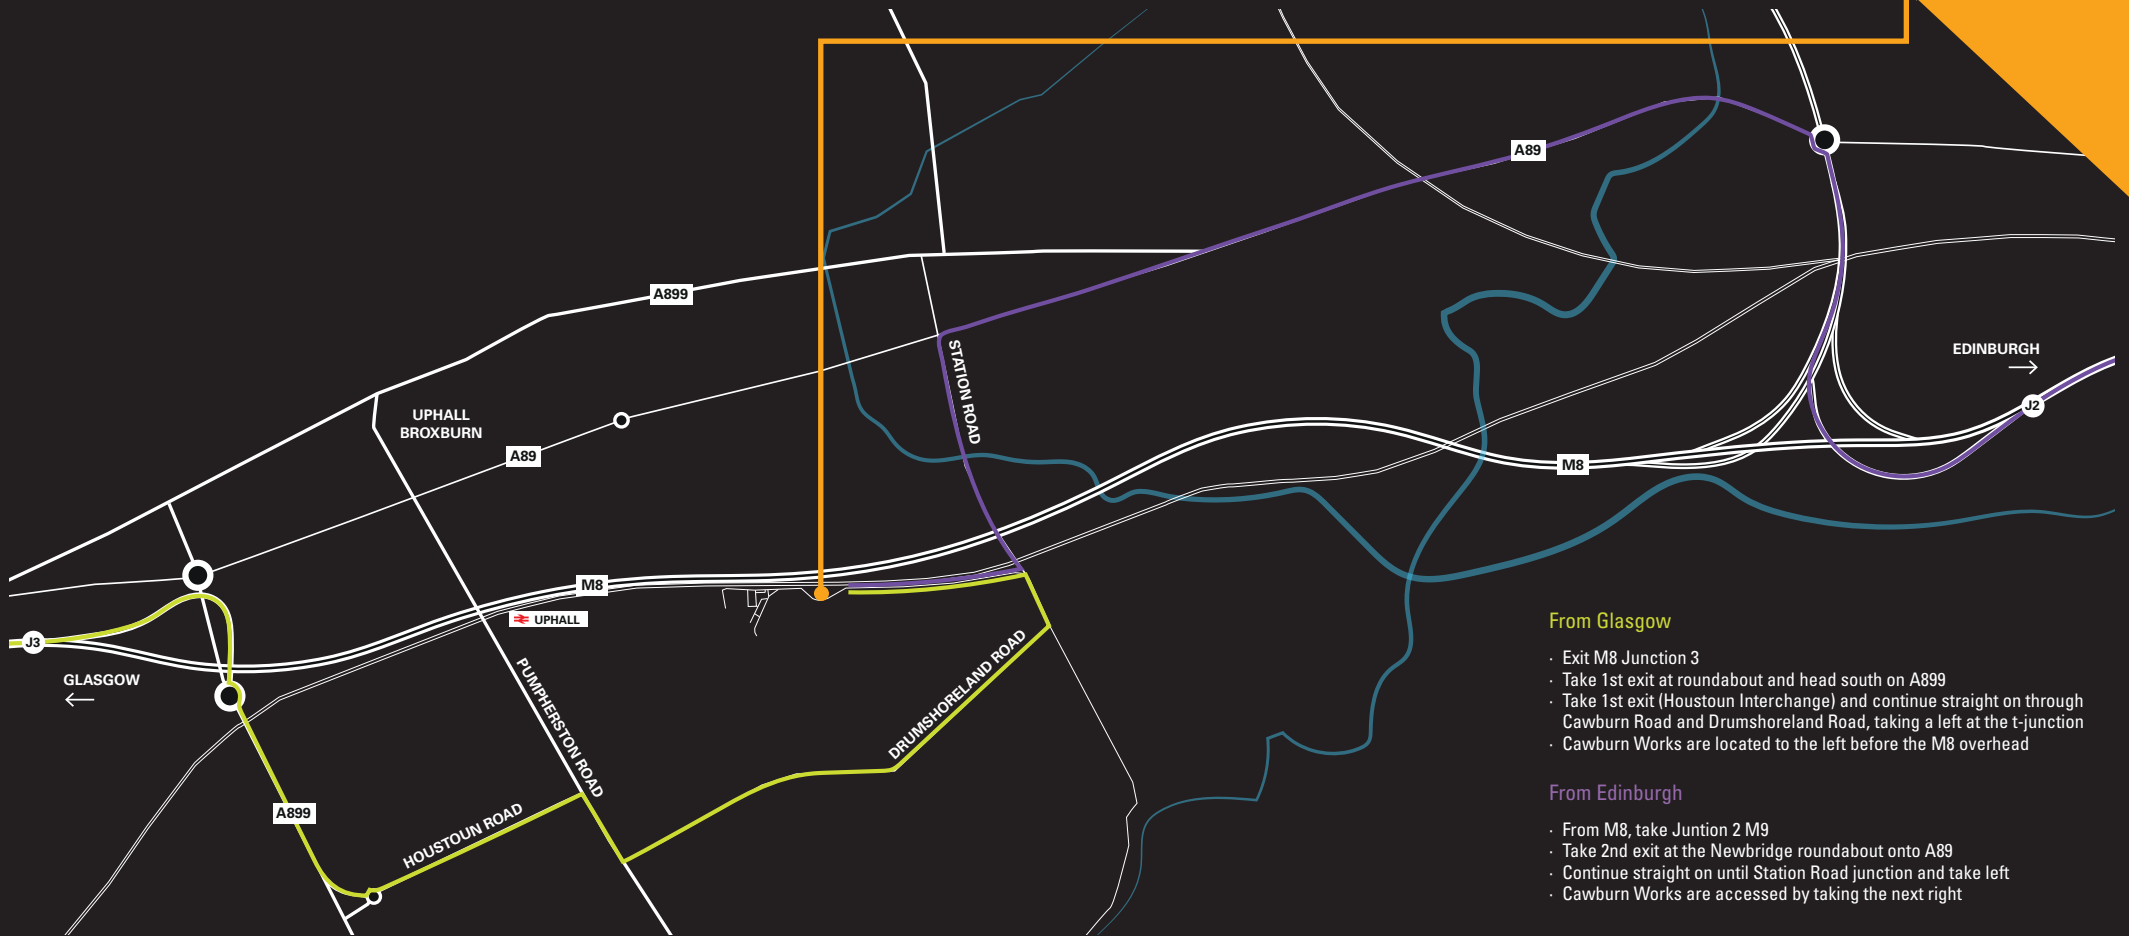 A89
A899
STATION ROAD
EDINBURGH
J2
UPHALL
BROXBURN
A89
M8
M8
UPHALL
J3
GLASGOW
PUMPHERSTON ROAD
DRUMSHORELAND ROAD
A899
HOUSTOUN ROAD
From Glasgow
· Exit M8 Junction 3
· Take 1st exit at roundabout and head south on A899
· Take 1st exit (Houstoun Interchange) and continue straight on through
Cawburn Road and Drumshoreland Road, taking a left at the t-junction
· Cawburn Works are located to the left before the M8 overhead
From Edinburgh
· From M8, take Juntion 2 M9
· Take 2nd exit at the Newbridge roundabout onto A89
· Continue straight on until Station Road junction and take left
· Cawburn Works are accessed by taking the next right